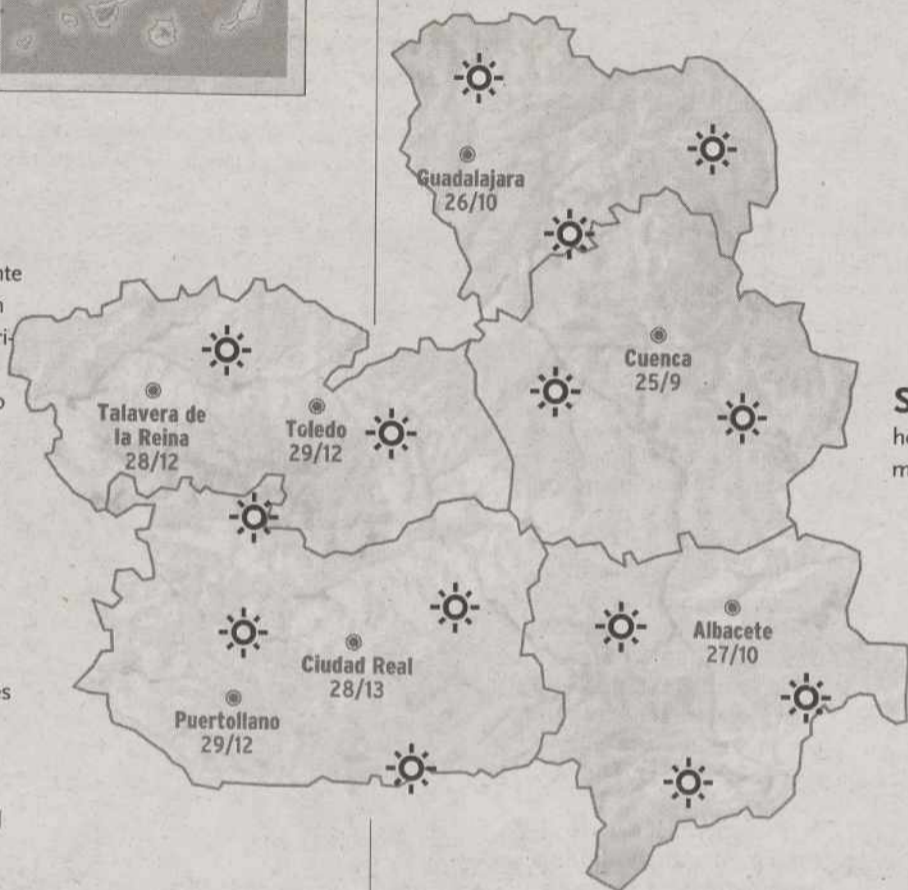 Guadalajara
26/10
Cuenca
25/9
Talavera de
la Reina
28/12
Toledo
29/12
Albacete
27/10
Ciudad Real
28/13
Puertollano
29/12